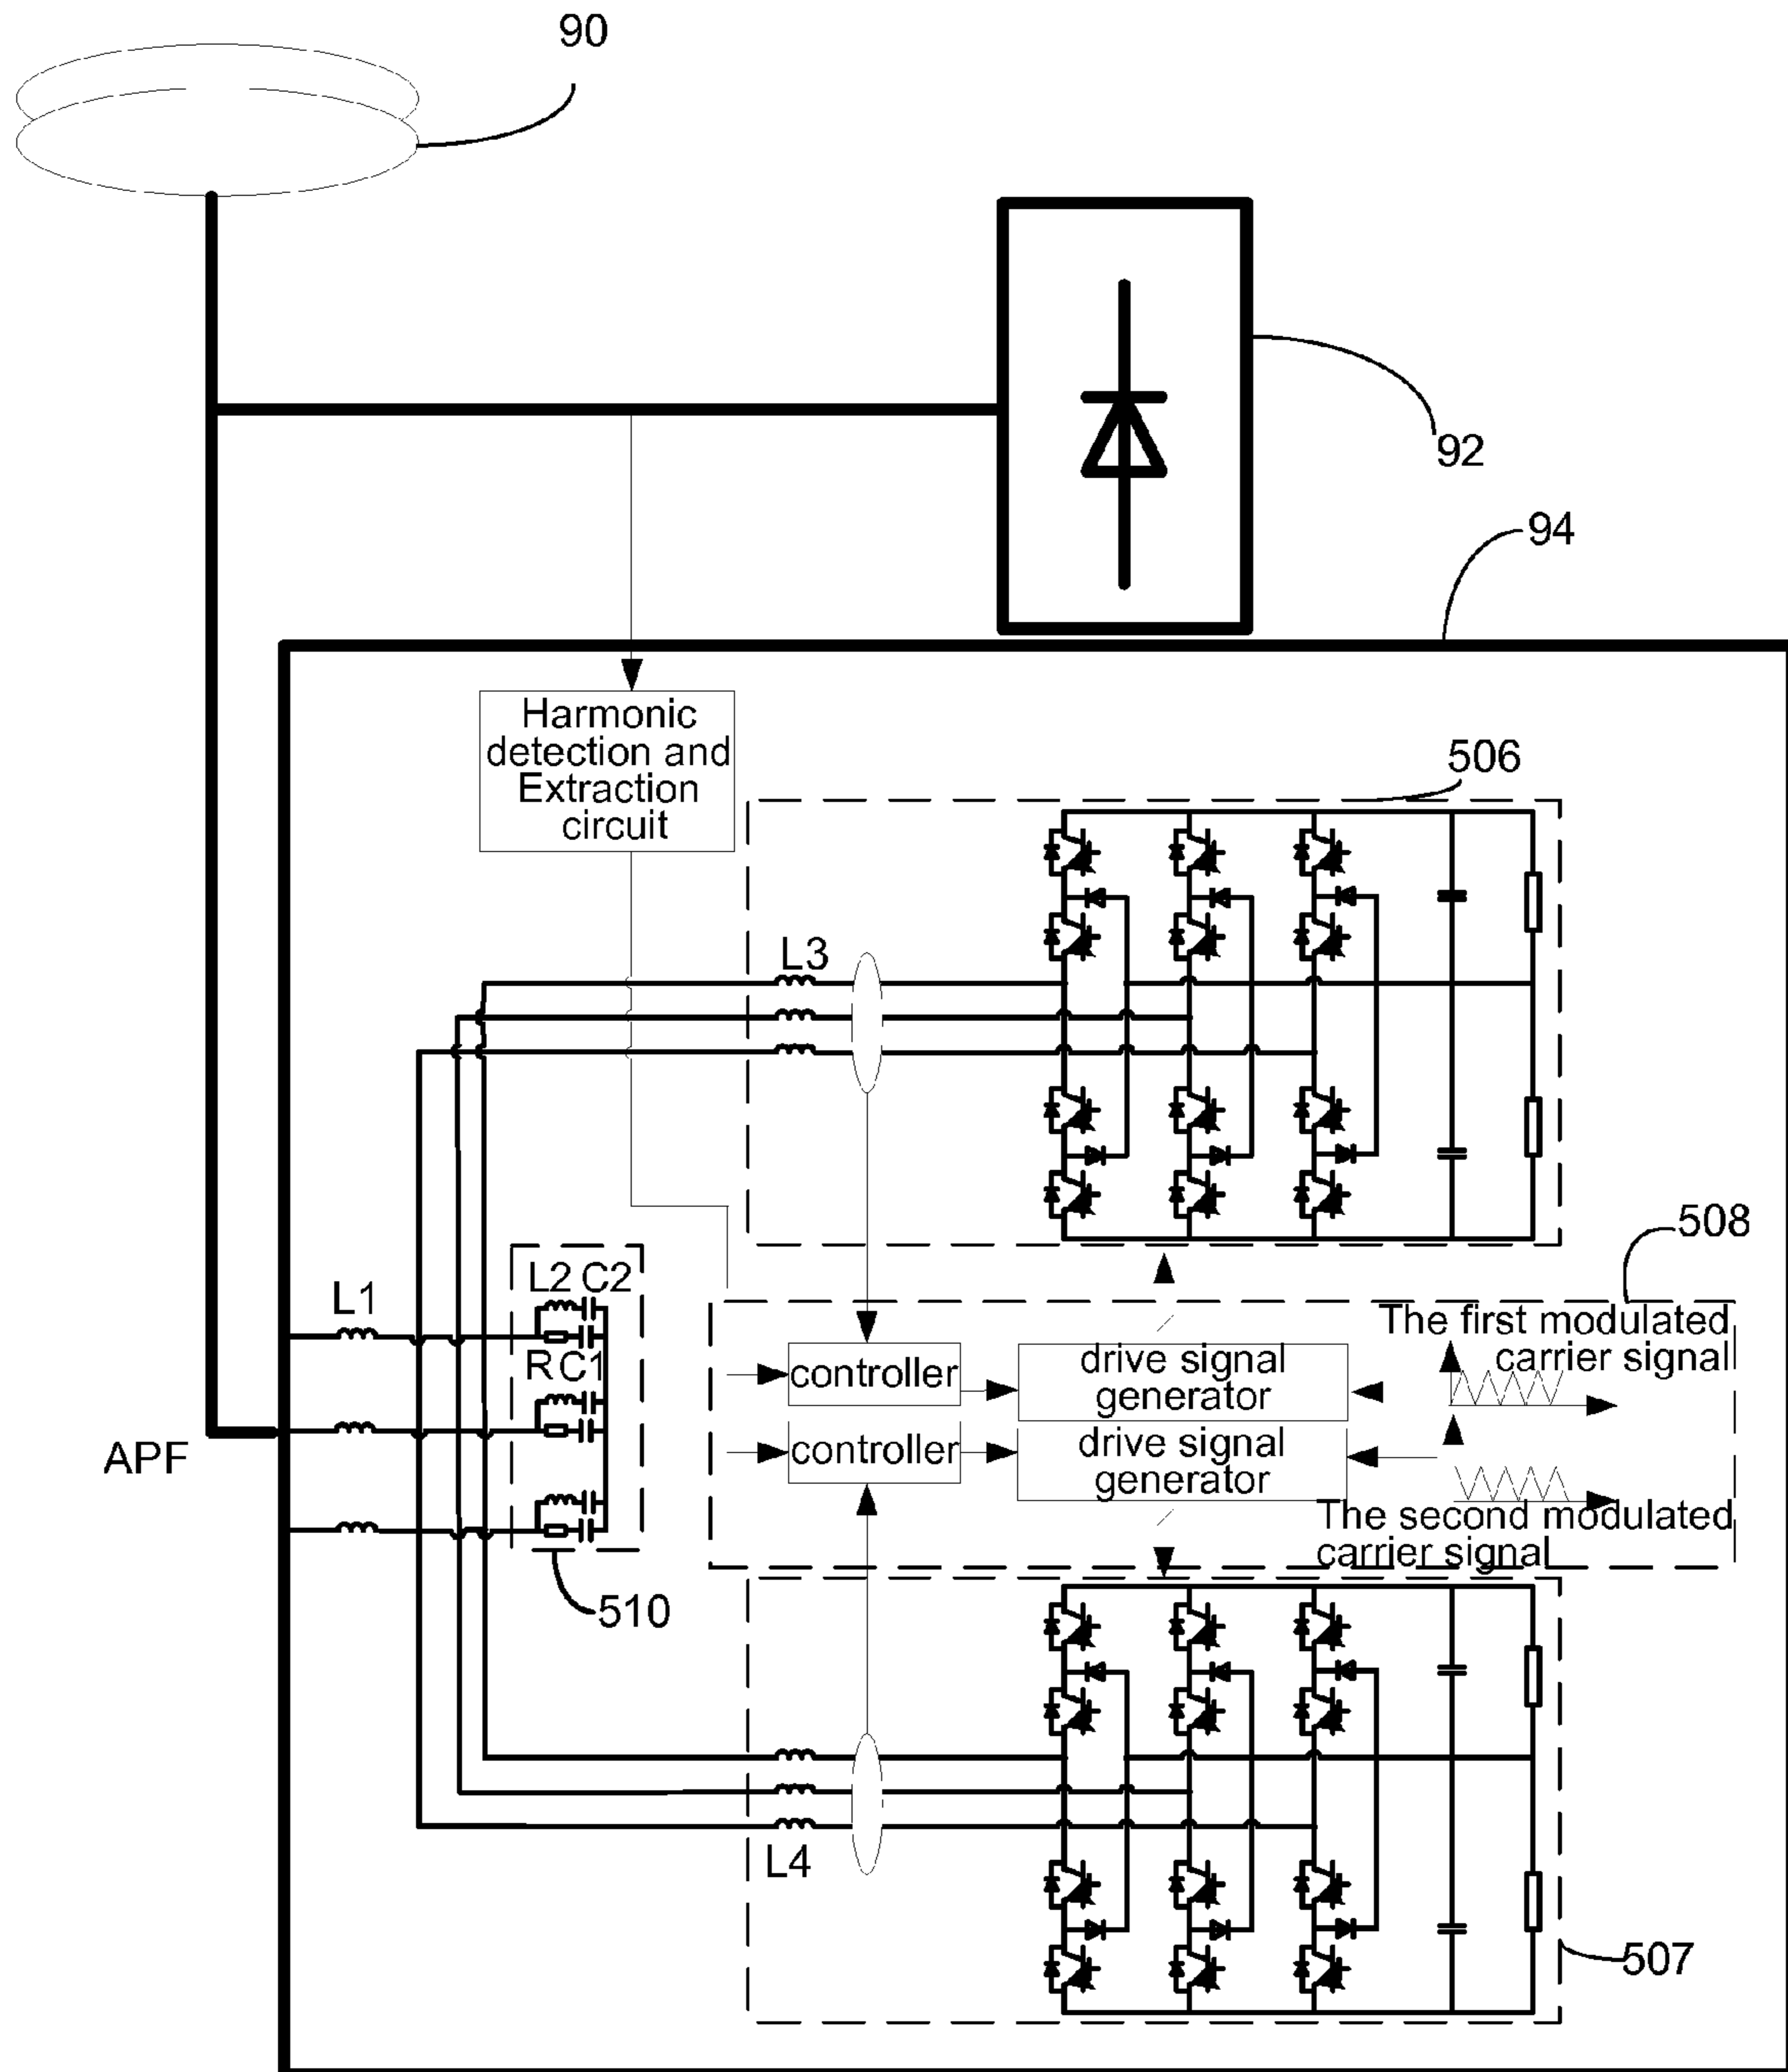 90
92
94
Harmonic
detection and
Extraction
circuit
506
L3
508
L2 C2
L1
The first modulated
carrier signal
R C1
controller
drive signal
generator
APF
controller
drive signal
generator
The second modulated
carrier signal
510
L4
507